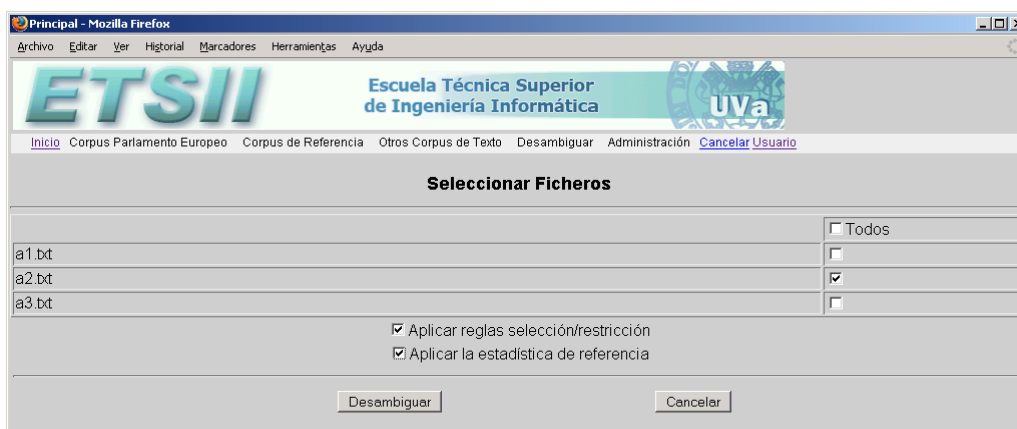 Principal - Mozilla Firefox
Archivo Editar Ver Historial Marcadores Herramientas Ayuda
ETSII
Escuela Técnica Superior
de Ingeniería Informática
UVa
Inicio Corpus Parlamento Europeo Corpus de Referencia Otros Corpus de Texto Desambiguar Administración Cancelar Usuario
Seleccionar Ficheros
Todos
a1.txt
a2.txt
a3.txt
Aplicar reglas selección/restricción
Aplicar la estadística de referencia
Desambiguar Cancelar